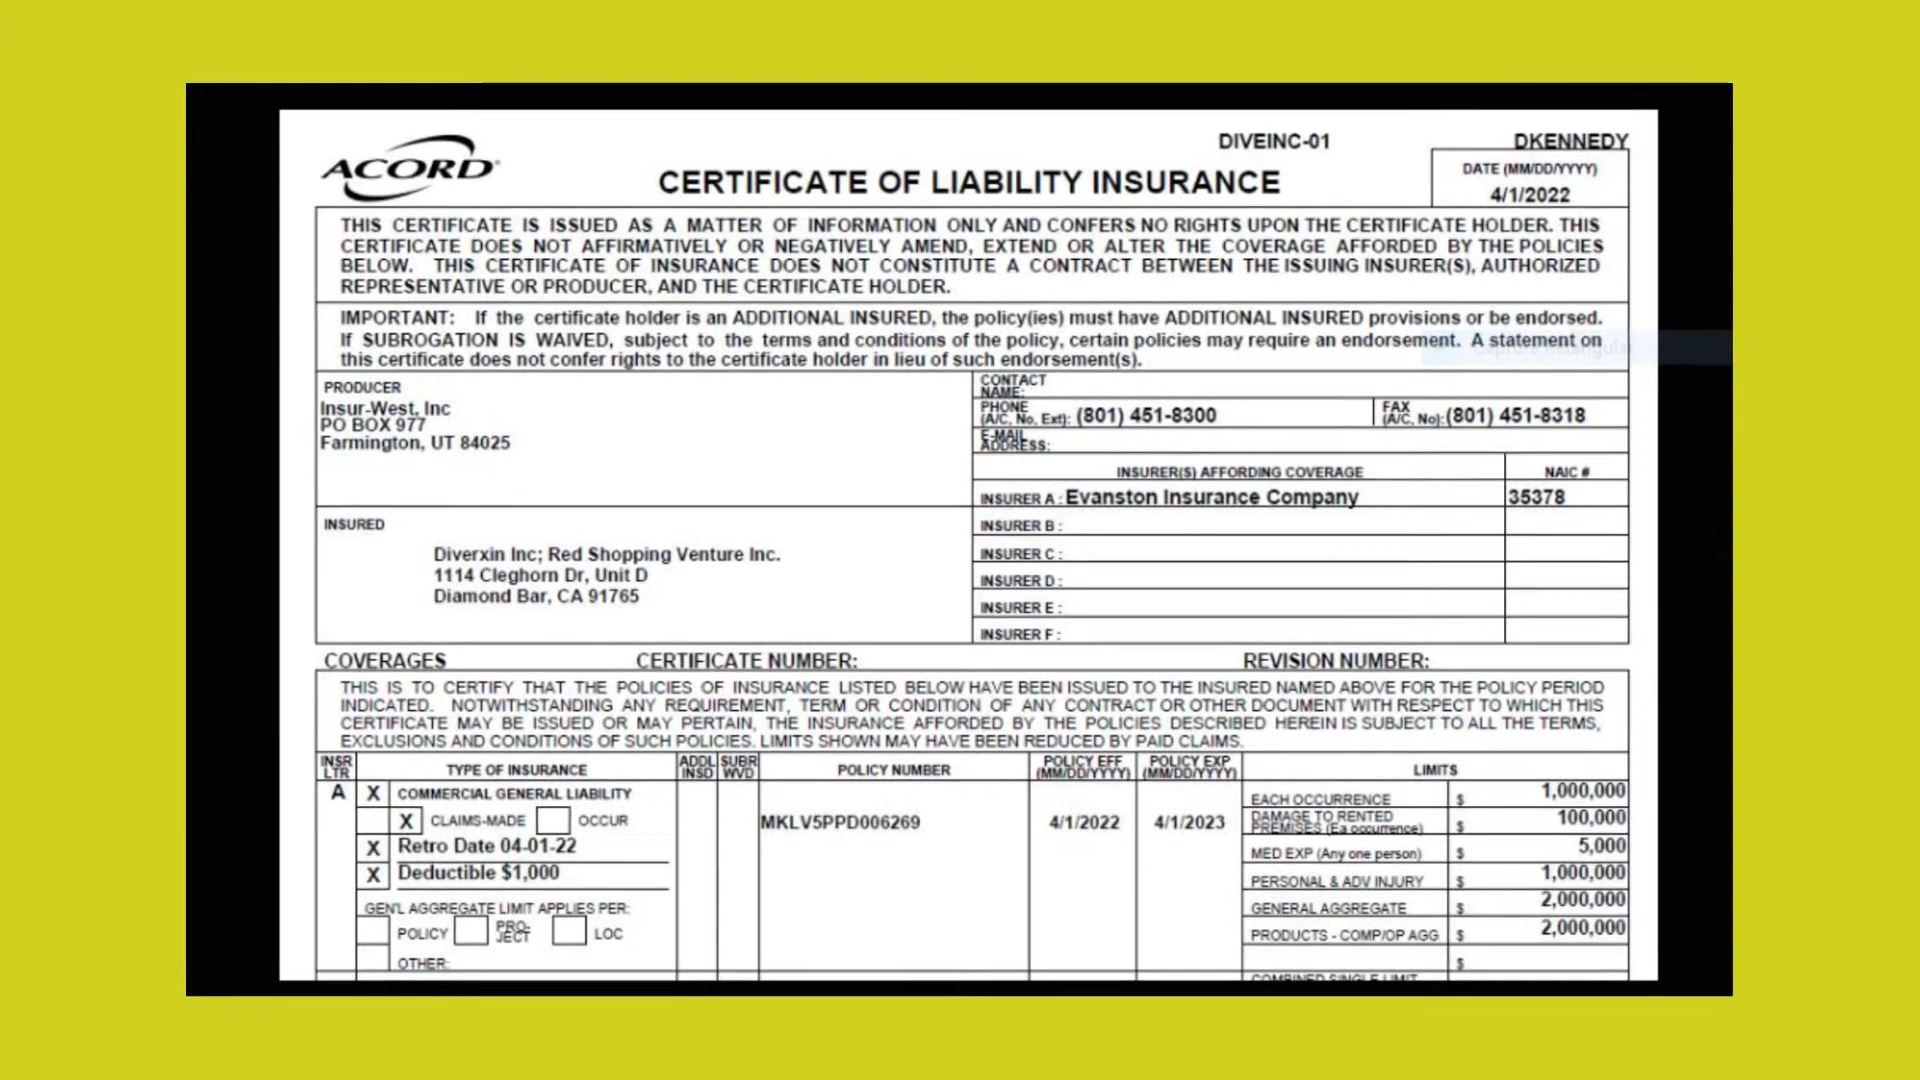 DIVEINC-01 DKENNEDY
ACORD
CERTIFICATE OF LIABILITY INSURANCE
DATE (MM/DD/YYYY)
4/1/2022
THIS CERTIFICATE IS ISSUED AS A MATTER OF INFORMATION ONLY AND CONFERS NO RIGHTS UPON THE CERTIFICATE HOLDER. THIS
CERTIFICATE DOES NOT AFFIRMATIVELY OR NEGATIVELY AMEND, EXTEND OR ALTER THE COVERAGE AFFORDED BY THE POLICIES
BELOW. THIS CERTIFICATE OF INSURANCE DOES NOT CONSTITUTE A CONTRACT BETWEEN THE ISSUING INSURER(S), AUTHORIZED
REPRESENTATIVE OR PRODUCER, AND THE CERTIFICATE HOLDER.
IMPORTANT: If the certificate holder is an ADDITIONAL INSURED, the policy(ies) must have ADDITIONAL INSURED provisions or be endorsed.
If SUBROGATION IS WAIVED, subject to the terms and conditions of the policy, certain policies may require an endorsement. A statement on
this certificate does not confer rights to the certificate holder in lieu of such endorsement(s).
PRODUCER
Insur-West, Inc
PO BOX 977
Farmington, UT 84025
CONTACT
NAME:
PHONE
(A/C, No, Ext): (801) 451-8300
FAX
(A/C, No): (801) 451-8318
E-MAIL
ADDRESS:
INSURER(S) AFFORDING COVERAGE NAIC #
INSURER A : Evanston Insurance Company 35378
INSURED
Diverxin Inc; Red Shopping Venture Inc.
1114 Cleghorn Dr, Unit D
Diamond Bar, CA 91765
INSURER B :
INSURER C :
INSURER D :
INSURER E :
INSURER F :
COVERAGES CERTIFICATE NUMBER: REVISION NUMBER:
THIS IS TO CERTIFY THAT THE POLICIES OF INSURANCE LISTED BELOW HAVE BEEN ISSUED TO THE INSURED NAMED ABOVE FOR THE POLICY PERIOD
INDICATED. NOTWITHSTANDING ANY REQUIREMENT, TERM OR CONDITION OF ANY CONTRACT OR OTHER DOCUMENT WITH RESPECT TO WHICH THIS
CERTIFICATE MAY BE ISSUED OR MAY PERTAIN, THE INSURANCE AFFORDED BY THE POLICIES DESCRIBED HEREIN IS SUBJECT TO ALL THE TERMS,
EXCLUSIONS AND CONDITIONS OF SUCH POLICIES. LIMITS SHOWN MAY HAVE BEEN REDUCED BY PAID CLAIMS.
INSR
LTR
TYPE OF INSURANCE
ADDL
INSD
SUBR
WVD
POLICY NUMBER
POLICY EFF
(MM/DD/YYYY)
POLICY EXP
(MM/DD/YYYY)
LIMITS
A X COMMERCIAL GENERAL LIABILITY
X CLAIMS-MADE OCCUR
X Retro Date 04-01-22
X Deductible $1,000
GEN'L AGGREGATE LIMIT APPLIES PER:
POLICY
PRO-
JECT
LOC
OTHER:
MKLV5PPD006269 4/1/2022 4/1/2023
EACH OCCURRENCE $ 1,000,000
DAMAGE TO RENTED
PREMISES (Ea occurrence) $ 100,000
MED EXP (Any one person) $ 5,000
PERSONAL & ADV INJURY $ 1,000,000
GENERAL AGGREGATE $ 2,000,000
PRODUCTS - COMP/OP AGG $ 2,000,000
$
COMBINED SINGLE LIMIT